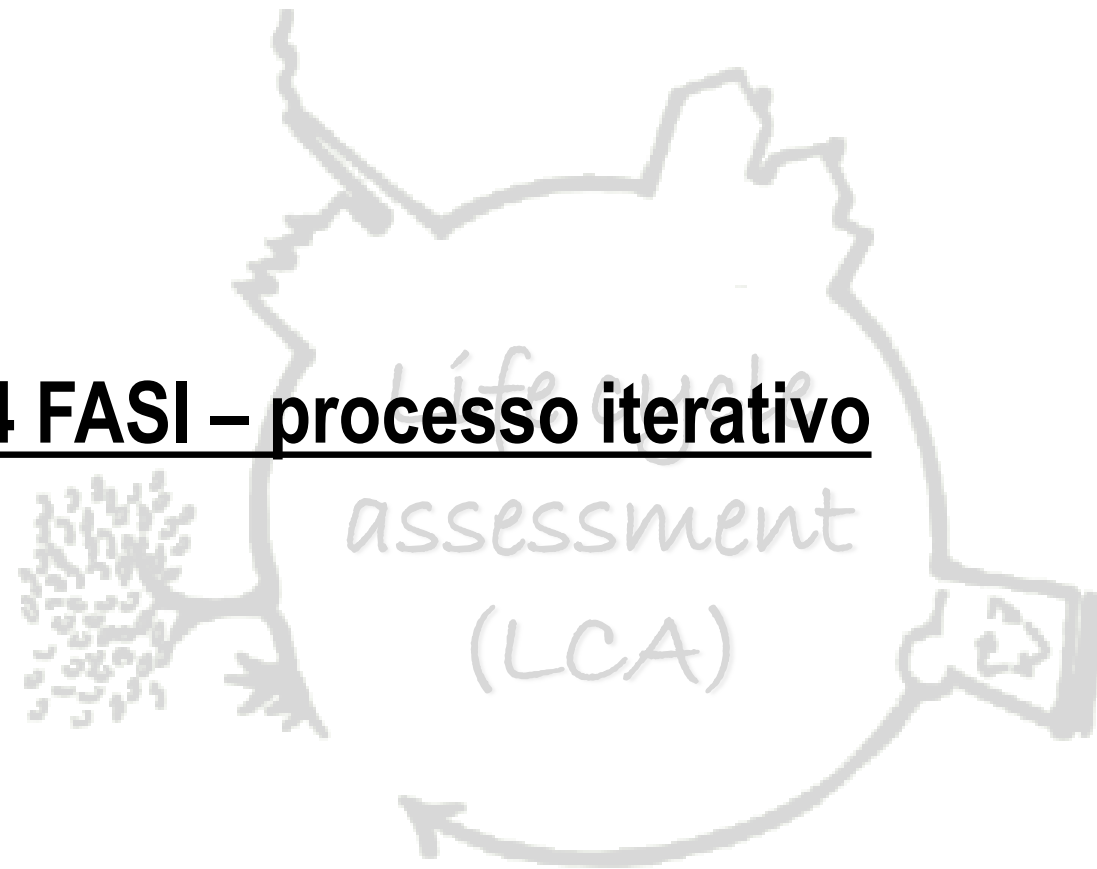 4 FASI – processo iterativo
Life cycle
assessment
(LCA)